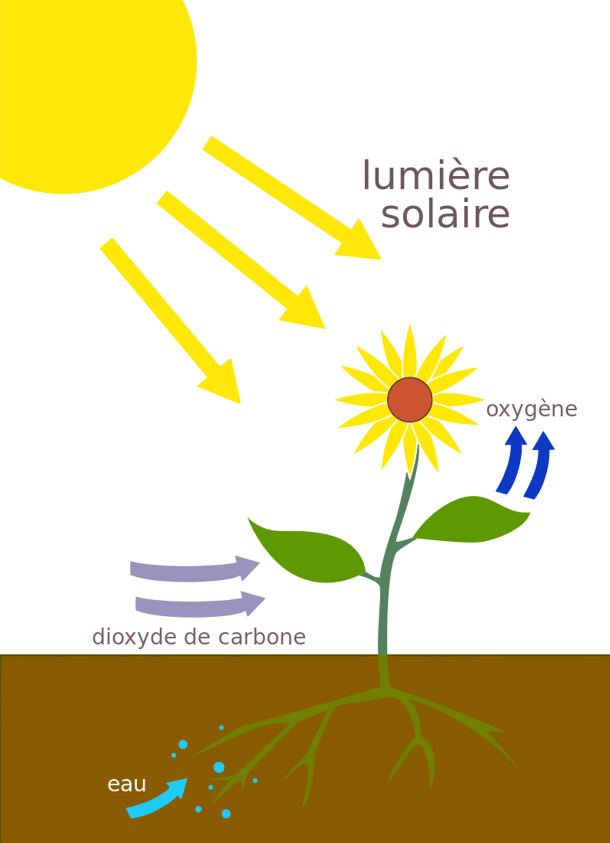 lumière
solaire
oxygène
dioxyde de carbone
eau